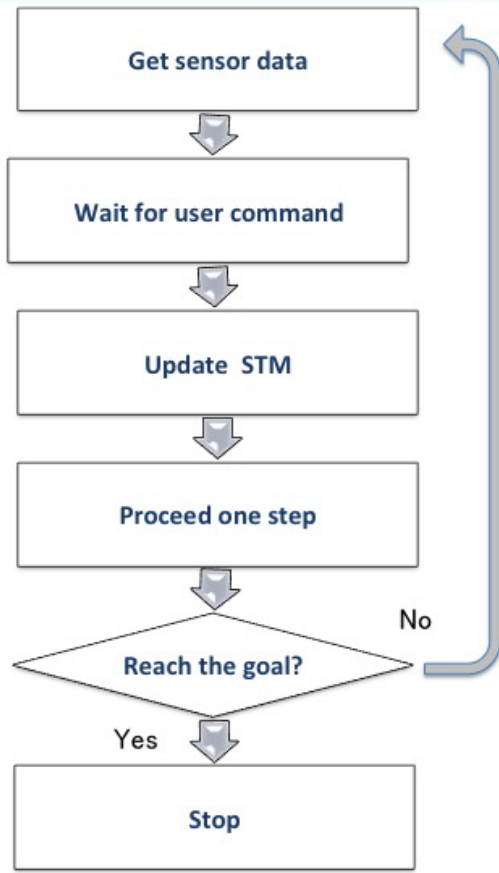 Get sensor data
Wait for user command
Update STM
Proceed one step
No
Reach the goal?
Yes
Stop